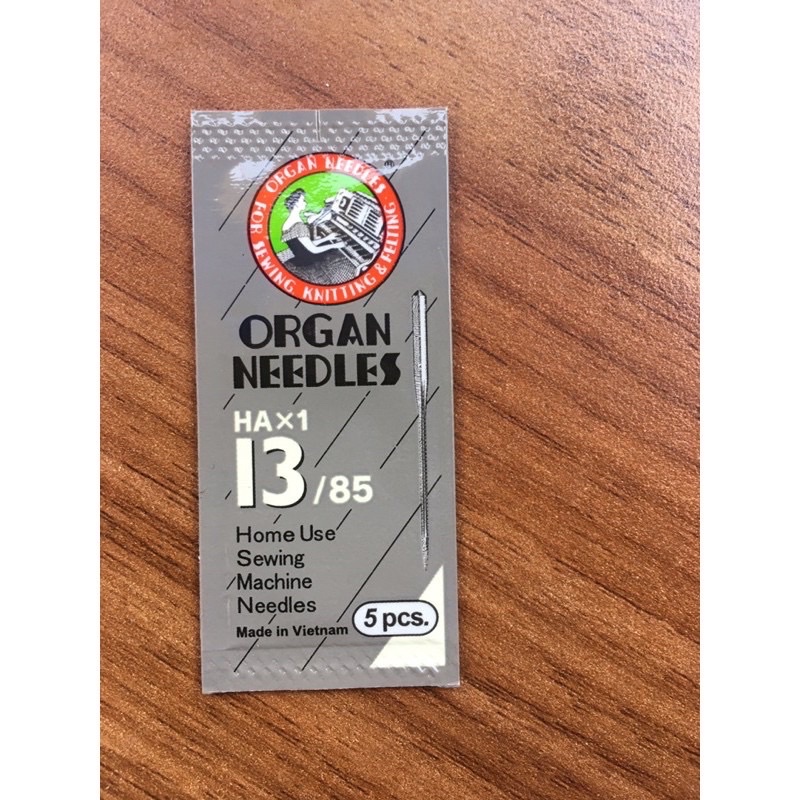 ORGAN NEEDLES
FOR SEWING, KNITTING & FELTING
ORGAN
NEEDLES
HA×1
13/85
Home Use
Sewing
Machine
Needles
Made in Vietnam
5 pcs.